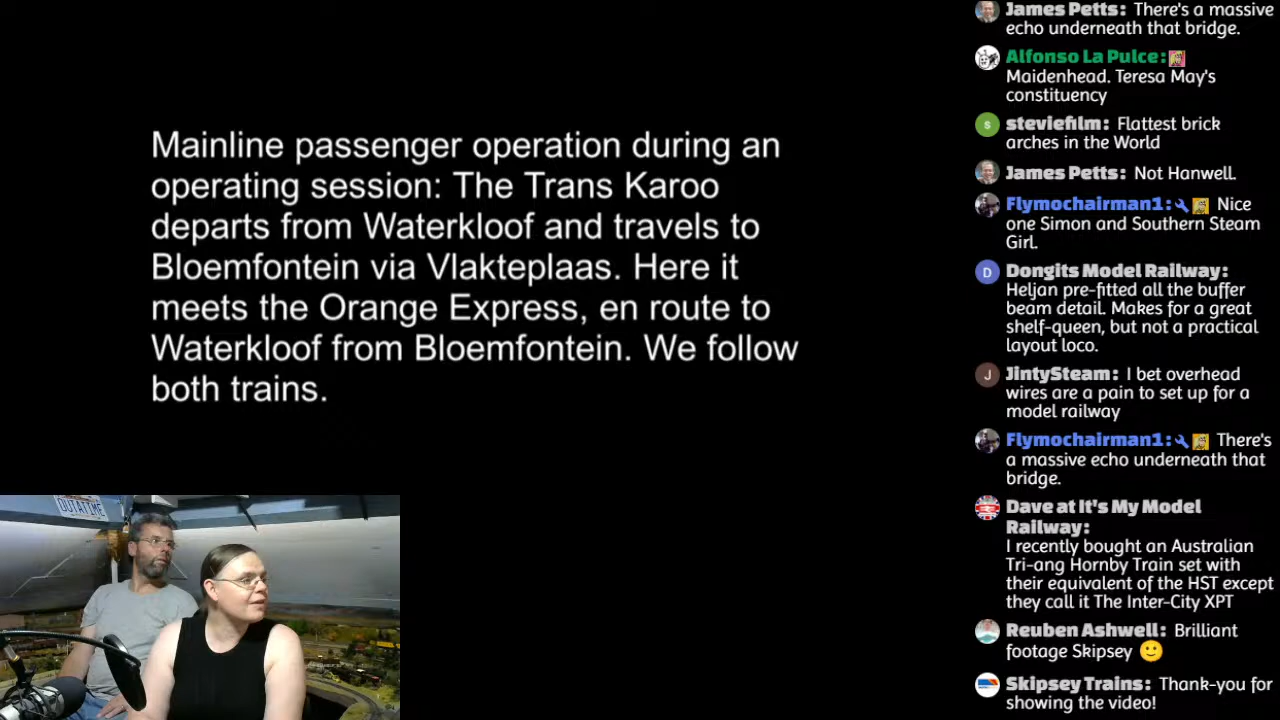 Mainline passenger operation during an
operating session: The Trans Karoo
departs from Waterkloof and travels to
Bloemfontein via Vlakteplaas. Here it
meets the Orange Express, en route to
Waterkloof from Bloemfontein. We follow
both trains.
OUTATIME
James Petts: There's a massive
echo underneath that bridge.
Alfonso La Pulce:
Maidenhead. Teresa May's
constituency
S
steviefilm: Flattest brick
arches in the World
James Petts: Not Hanwell.
Flymochairman1: Nice
one Simon and Southern Steam
Girl.
D
Dongits Model Railway:
Heljan pre-fitted all the buffer
beam detail. Makes for a great
shelf-queen, but not a practical
layout loco.
J
JintySteam: I bet overhead
wires are a pain to set up for a
model railway
Flymochairman1: There's
a massive echo underneath that
bridge.
Dave at It's My Model
Railway:
I recently bought an Australian
Tri-ang Hornby Train set with
their equivalent of the HST except
they call it The Inter-City XPT
Reuben Ashwell: Brilliant
footage Skipsey 🙂
Skipsey Trains: Thank-you for
showing the video!